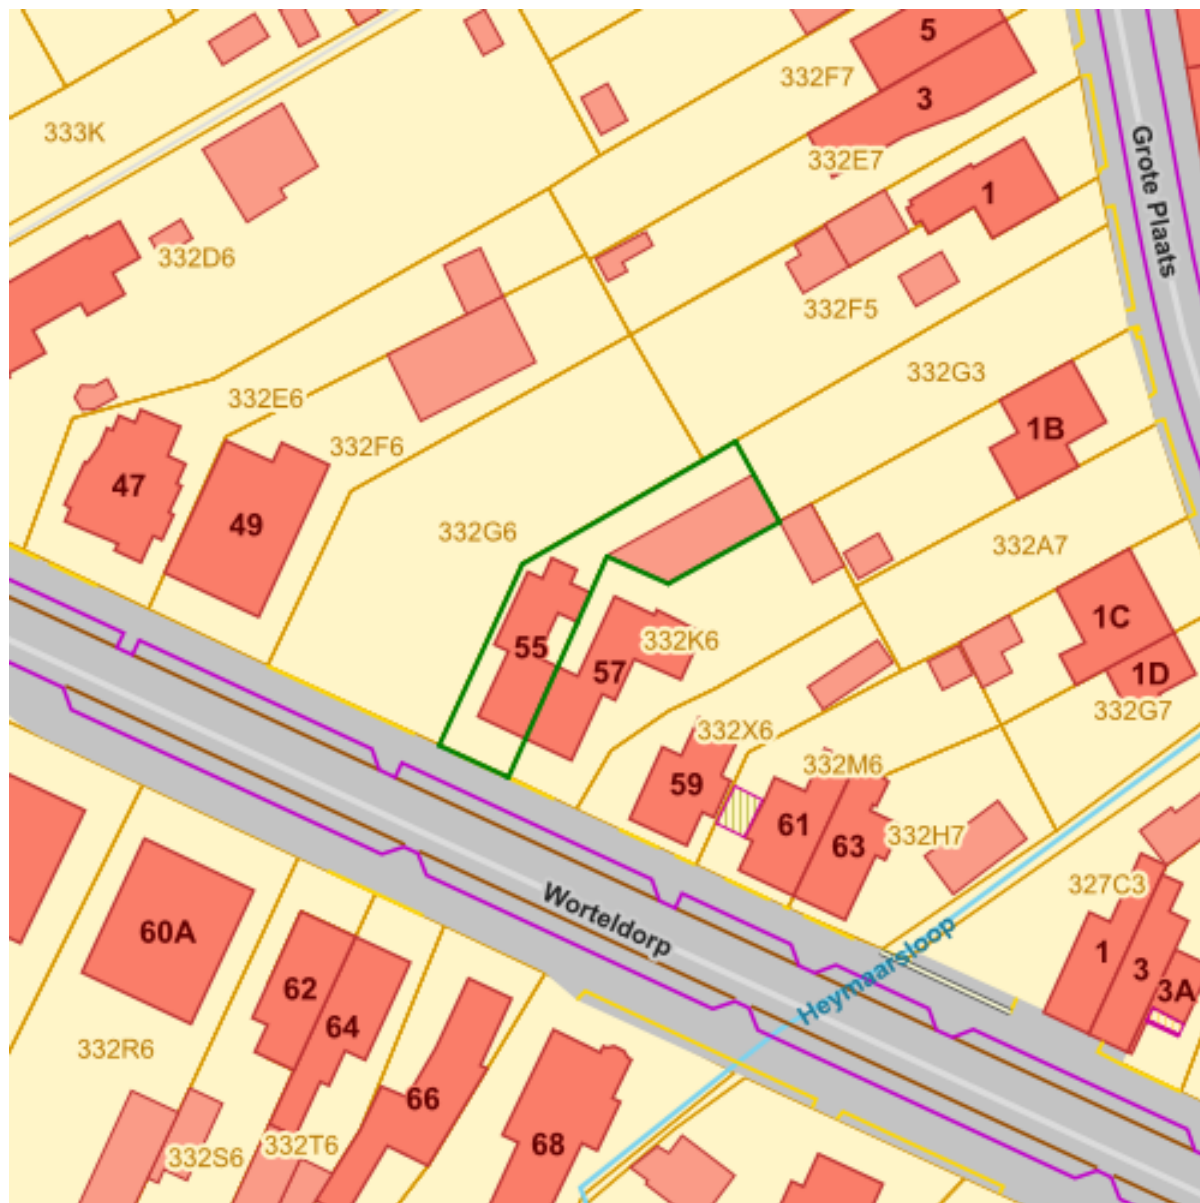 5
332F7
3
333K
Grote Plaats
332E7
1
332D6
332F5
332G3
332E6
1B
332F6
47
49
332G6
332A7
1C
332K6
55
57
1D
332G7
332X6
332M6
59
61
332H7
63
327C3
Worteldorp
60A
1
Heymaarsloop
3
62
3A
64
332R6
66
68
332T6
332S6